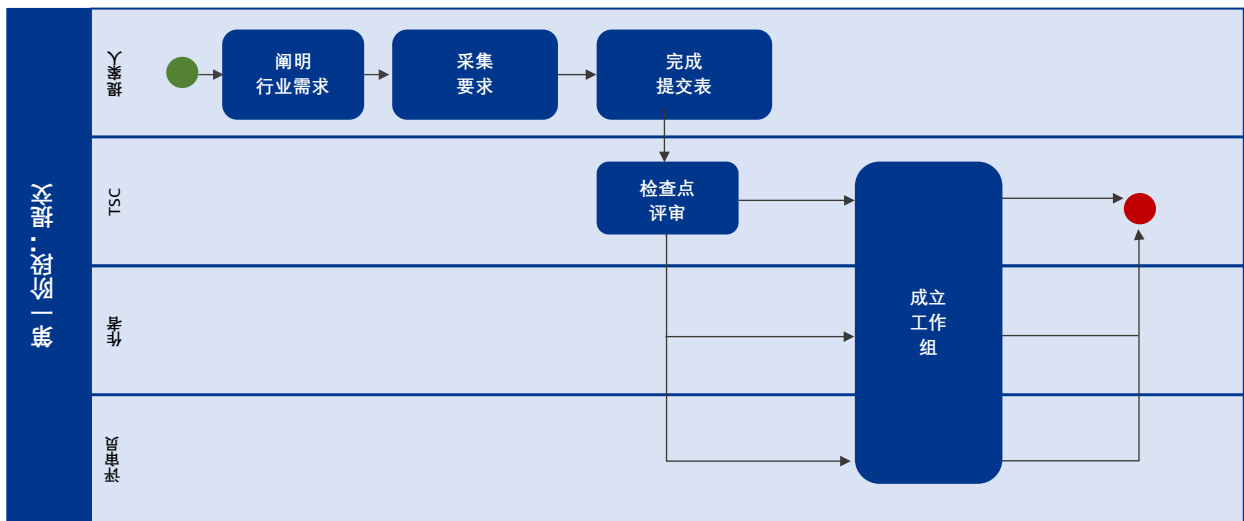 第一阶段：提交
提案人
阐明
行业需求
采集
要求
完成
提交表
TSC
检查点
评审
作者
成立
工作
组
评审员